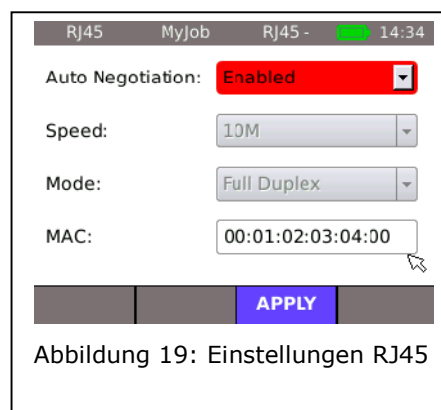 RJ45 MyJob RJ45 - 14:34
Auto Negotiation: Enabled
Speed: 10M
Mode: Full Duplex
MAC: 00:01:02:03:04:00
APPLY
Abbildung 19: Einstellungen RJ45